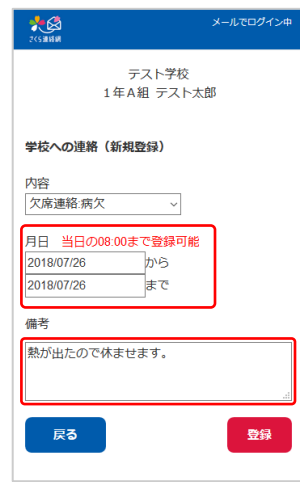 さくら連絡網
メールでログイン中
テスト学校
1年A組 テスト太郎
学校への連絡（新規登録）
内容
欠席連絡:病欠
月日 当日の08:00まで登録可能
2018/07/26 から
2018/07/26 まで
備考
熱が出たので休ませます。
戻る 登録